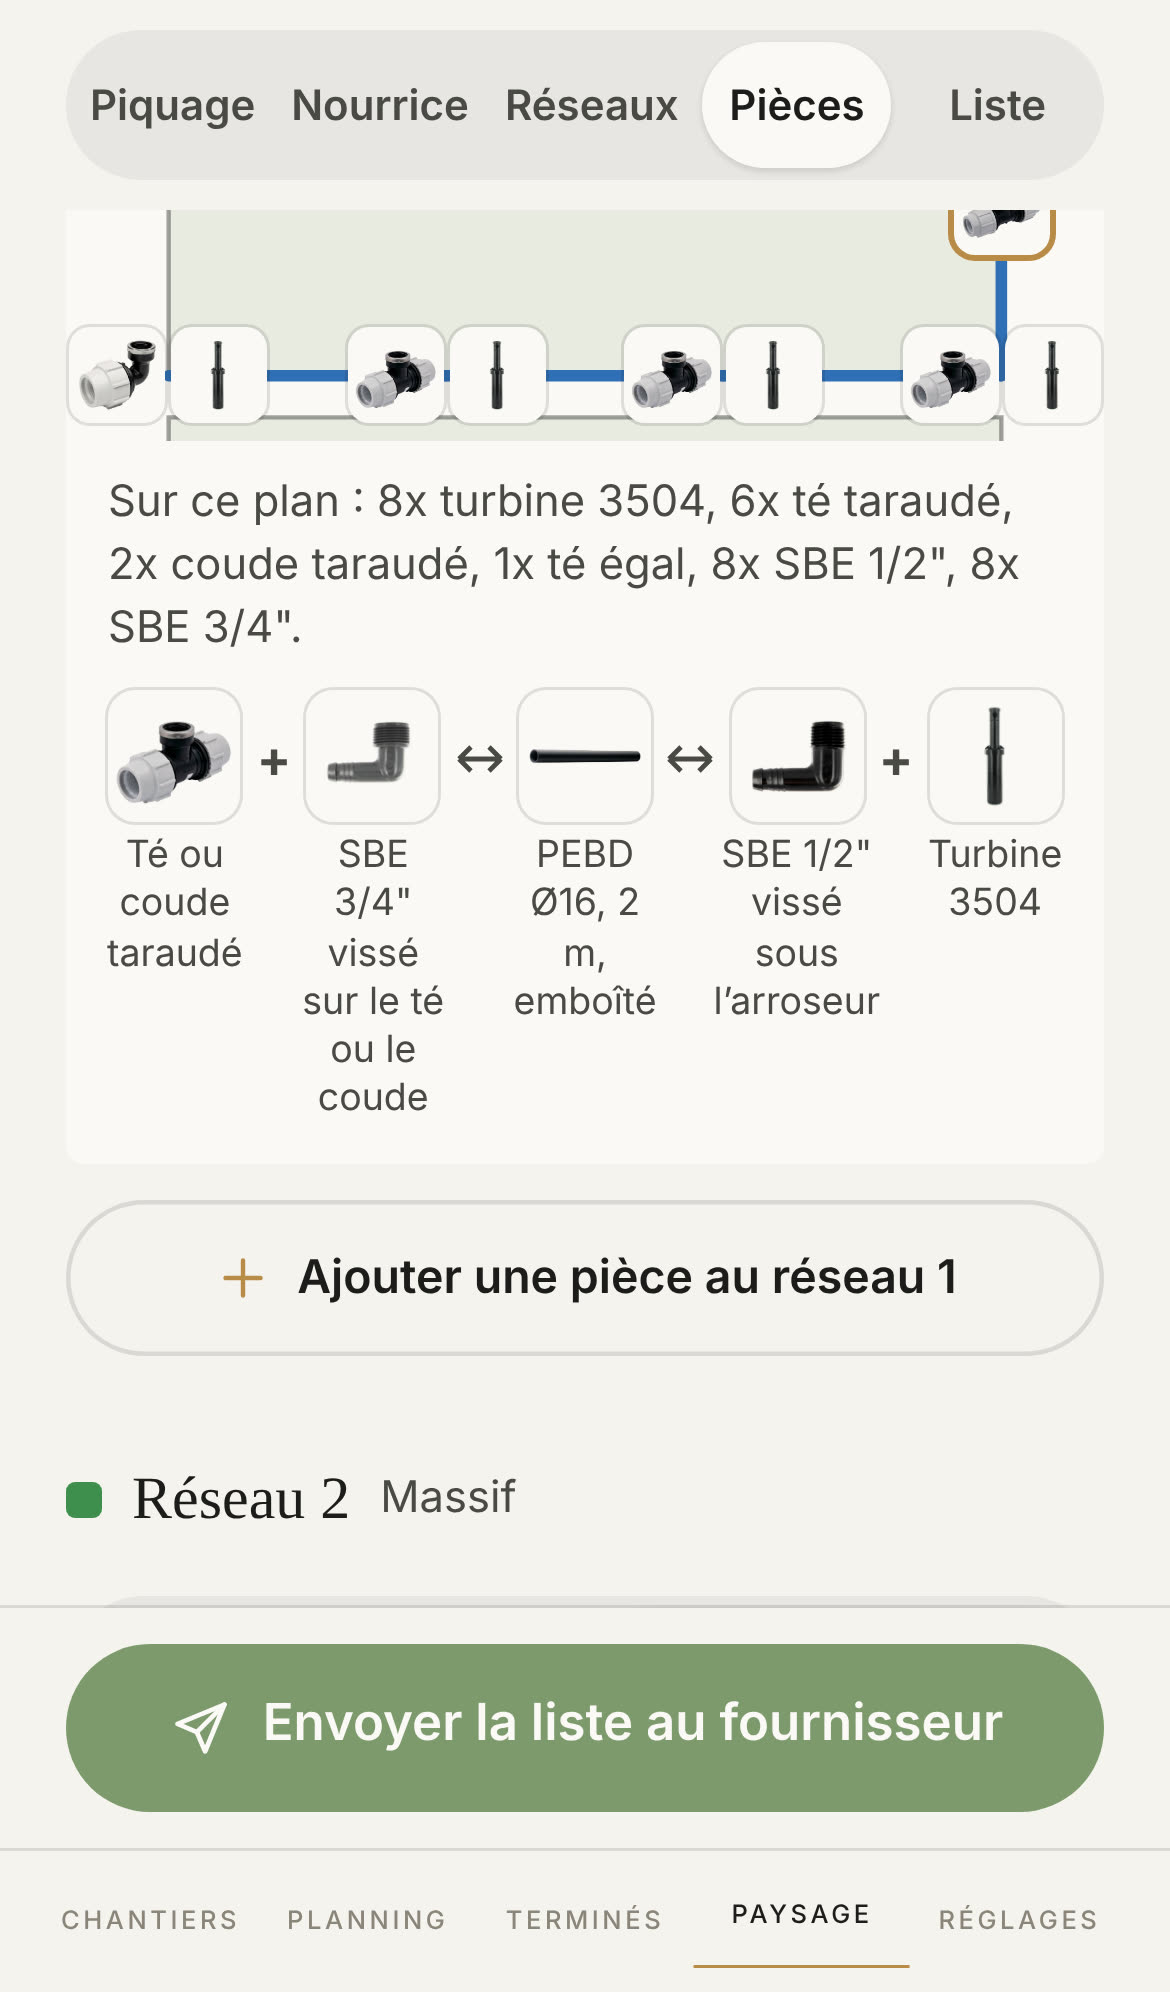 Piquage Nourrice Réseaux Pièces Liste
Sur ce plan : 8x turbine 3504, 6x té taraudé,
2x coude taraudé, 1x té égal, 8x SBE 1/2", 8x
SBE 3/4".
+ ↔ ↔ +
Té ou
coude
taraudé
SBE
3/4"
vissé
sur le té
ou le
coude
PEBD
Ø16, 2
m,
emboîté
SBE 1/2"
vissé
sous
l’arroseur
Turbine
3504
+ Ajouter une pièce au réseau 1
Réseau 2 Massif
Envoyer la liste au fournisseur
CHANTIERS PLANNING TERMINÉS PAYSAGE RÉGLAGES